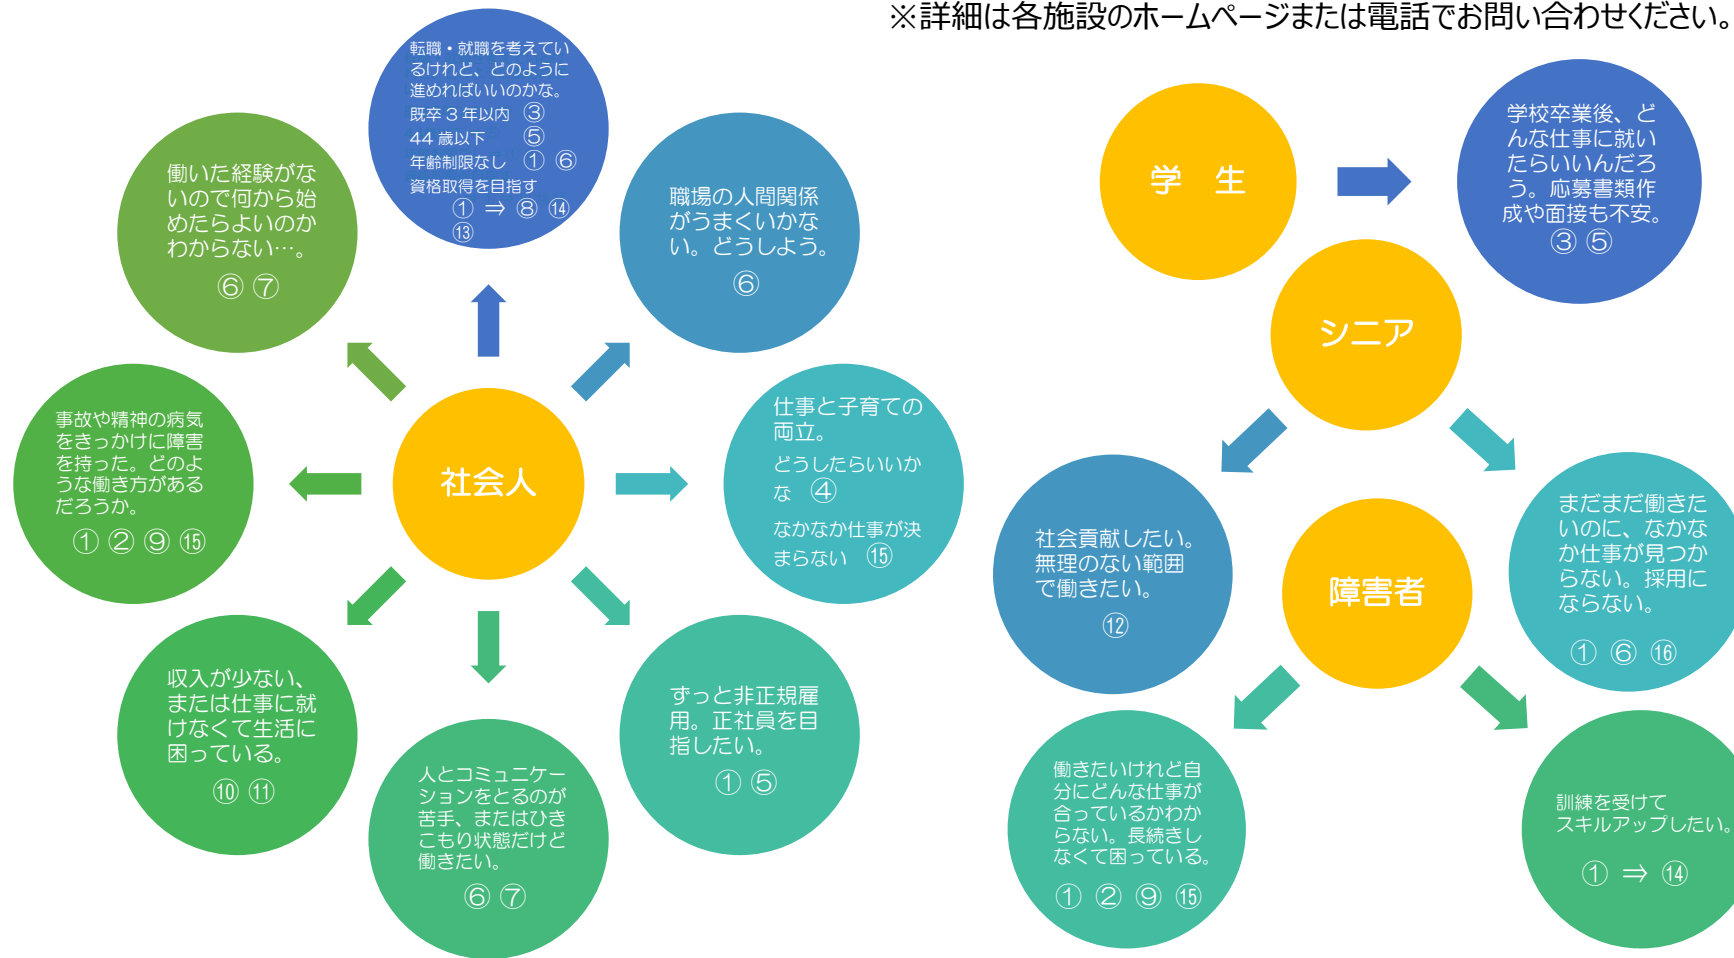 ※詳細は各施設のホームページまたは電話でお問い合わせください。
転職・就職を考えてい
るけれど、どのように
進めればいいのかな。
既卒3年以内 ③
44歳以下 ⑤
年齢制限なし ① ⑥
資格取得を目指す
① ⇒ ⑧ ⑭
⑬
働いた経験がな
いので何から始
めたらよいのか
わからない…。
⑥ ⑦
職場の人間関係
がうまくいかな
い。どうしよう。
⑥
事故や精神の病気
をきっかけに障害
を持った。どのよ
うな働き方がある
だろうか。
① ② ⑨ ⑮
社会人
仕事と子育ての
両立。
どうしたらいいか
な ④
なかなか仕事が決
まらない ⑮
収入が少ない、
または仕事に就
けなくて生活に
困っている。
⑩ ⑪
人とコミュニケー
ションをとるのが
苦手、またはひき
こもり状態だけど
働きたい。
⑥ ⑦
ずっと非正規雇
用。正社員を目
指したい。
① ⑤
学 生
学校卒業後、ど
んな仕事に就い
たらいいんだろ
う。応募書類作
成や面接も不安。
③ ⑤
シニア
社会貢献したい。
無理のない範囲
で働きたい。
⑫
まだまだ働きた
いのに、なかな
か仕事が見つか
らない。採用に
ならない。
① ⑥ ⑯
障害者
働きたいけれど自
分にどんな仕事が
合っているかわか
らない。長続きし
なくて困っている。
① ② ⑨ ⑮
訓練を受けて
スキルアップしたい。
① ⇒ ⑭